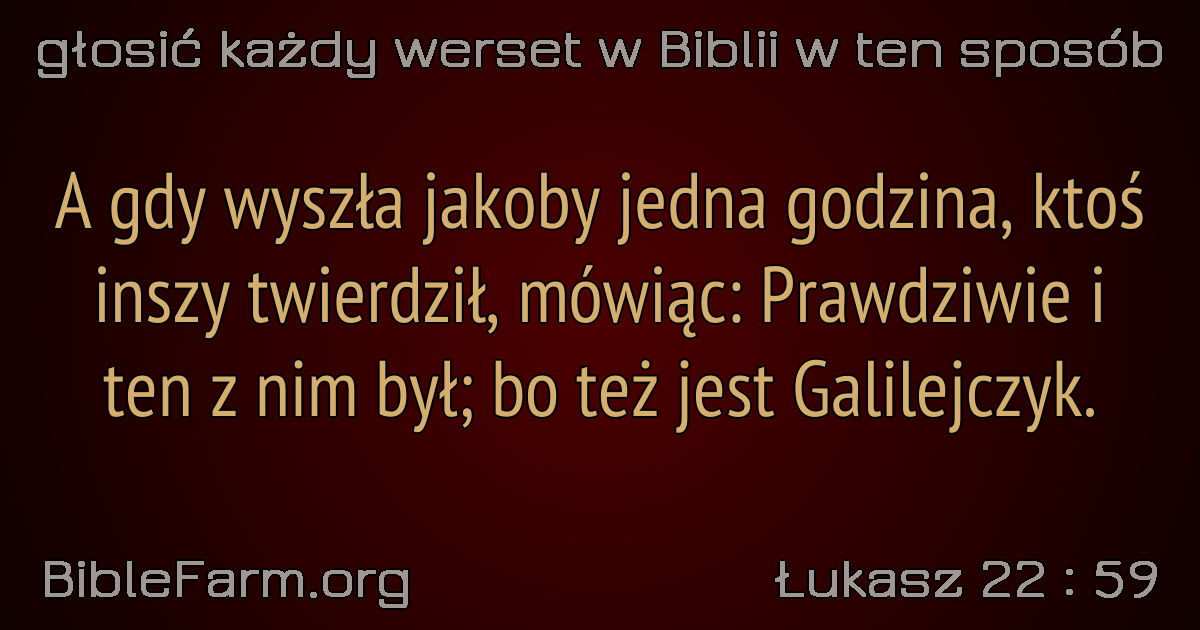 głosić każdy werset w Biblii w ten sposób
A gdy wyszła jakoby jedna godzina, ktoś
inszy twierdził, mówiąc: Prawdziwie i
ten z nim był; bo też jest Galilejczyk.
BibleFarm.org
Łukasz 22 : 59